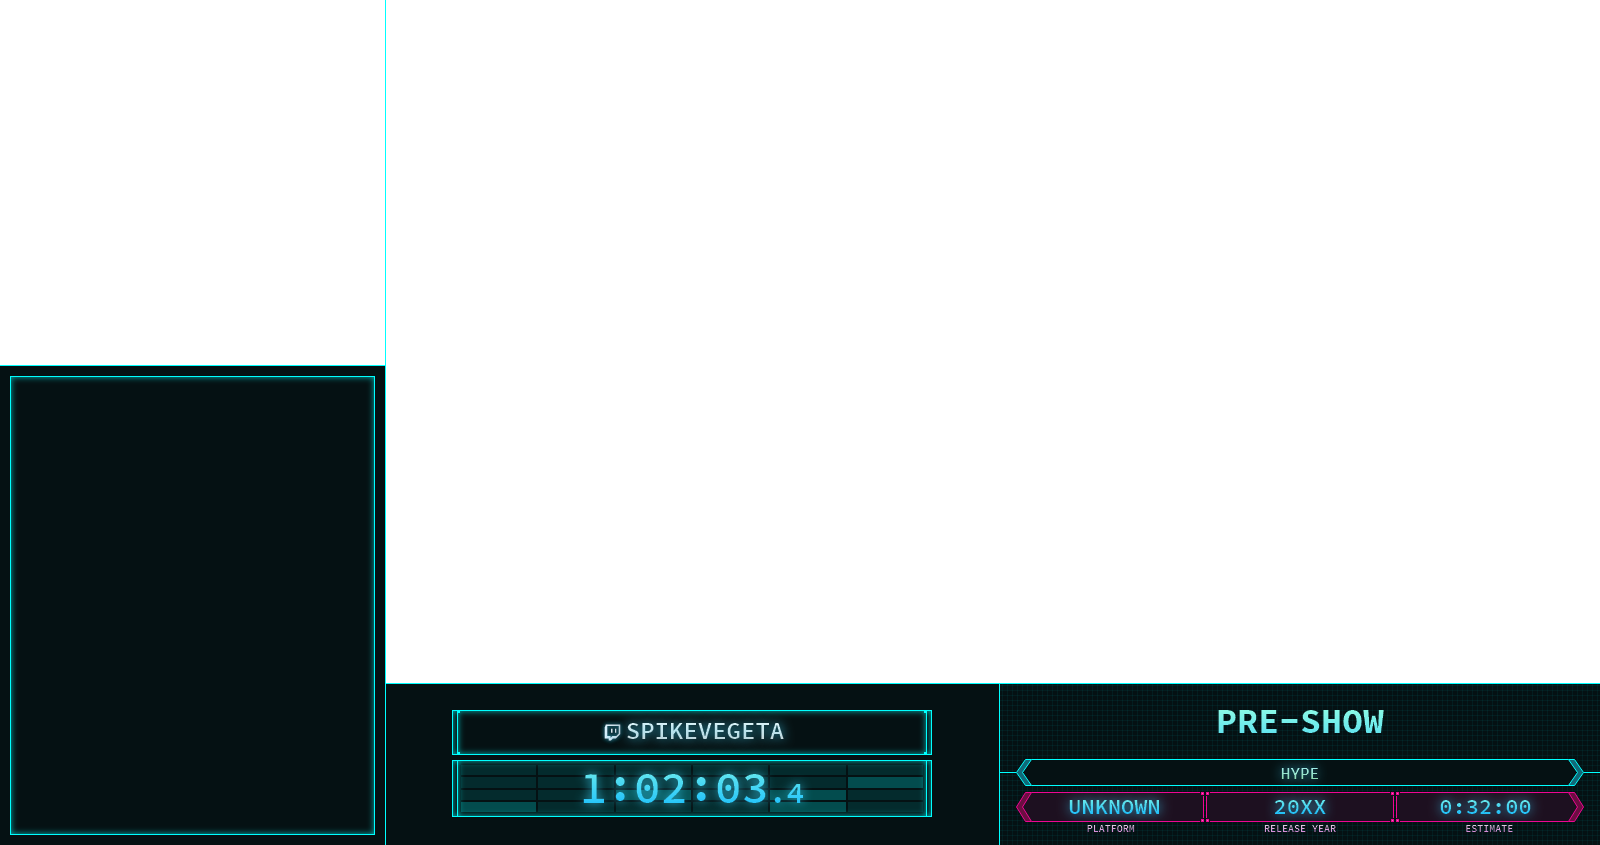 SPIKEVEGETA
1:02:03.4
PRE-SHOW
HYPE
UNKNOWN 20XX 0:32:00
PLATFORM RELEASE YEAR ESTIMATE